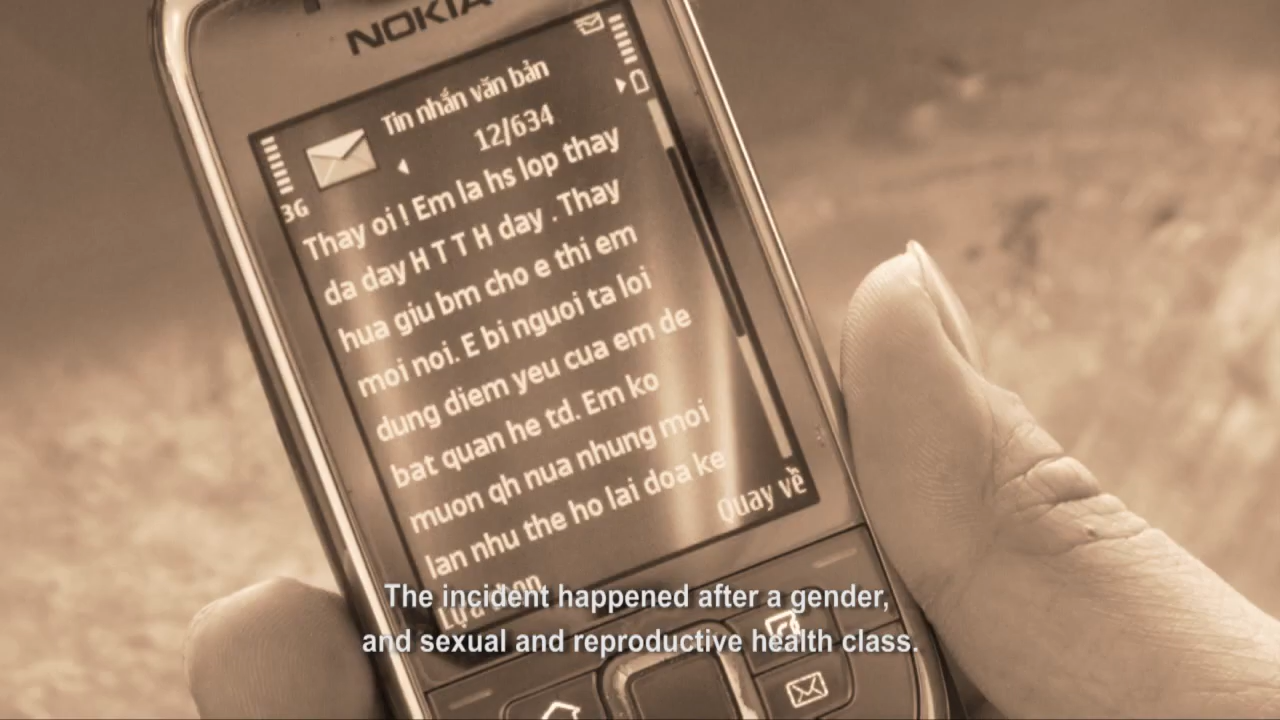 NOKIA
Tin nhắn văn bản
12/634
3G
Thay oi ! Em la hs lop thay
da day H T T H day . Thay
hua giu bm cho e thi em
moi noi. E bi nguoi ta loi
dung diem yeu cua em de
bat quan he td. Em ko
muon qh nua nhung moi
lan nhu the ho lai doa ke
Quay về
The incident happened after a gender,
and sexual and reproductive health class.